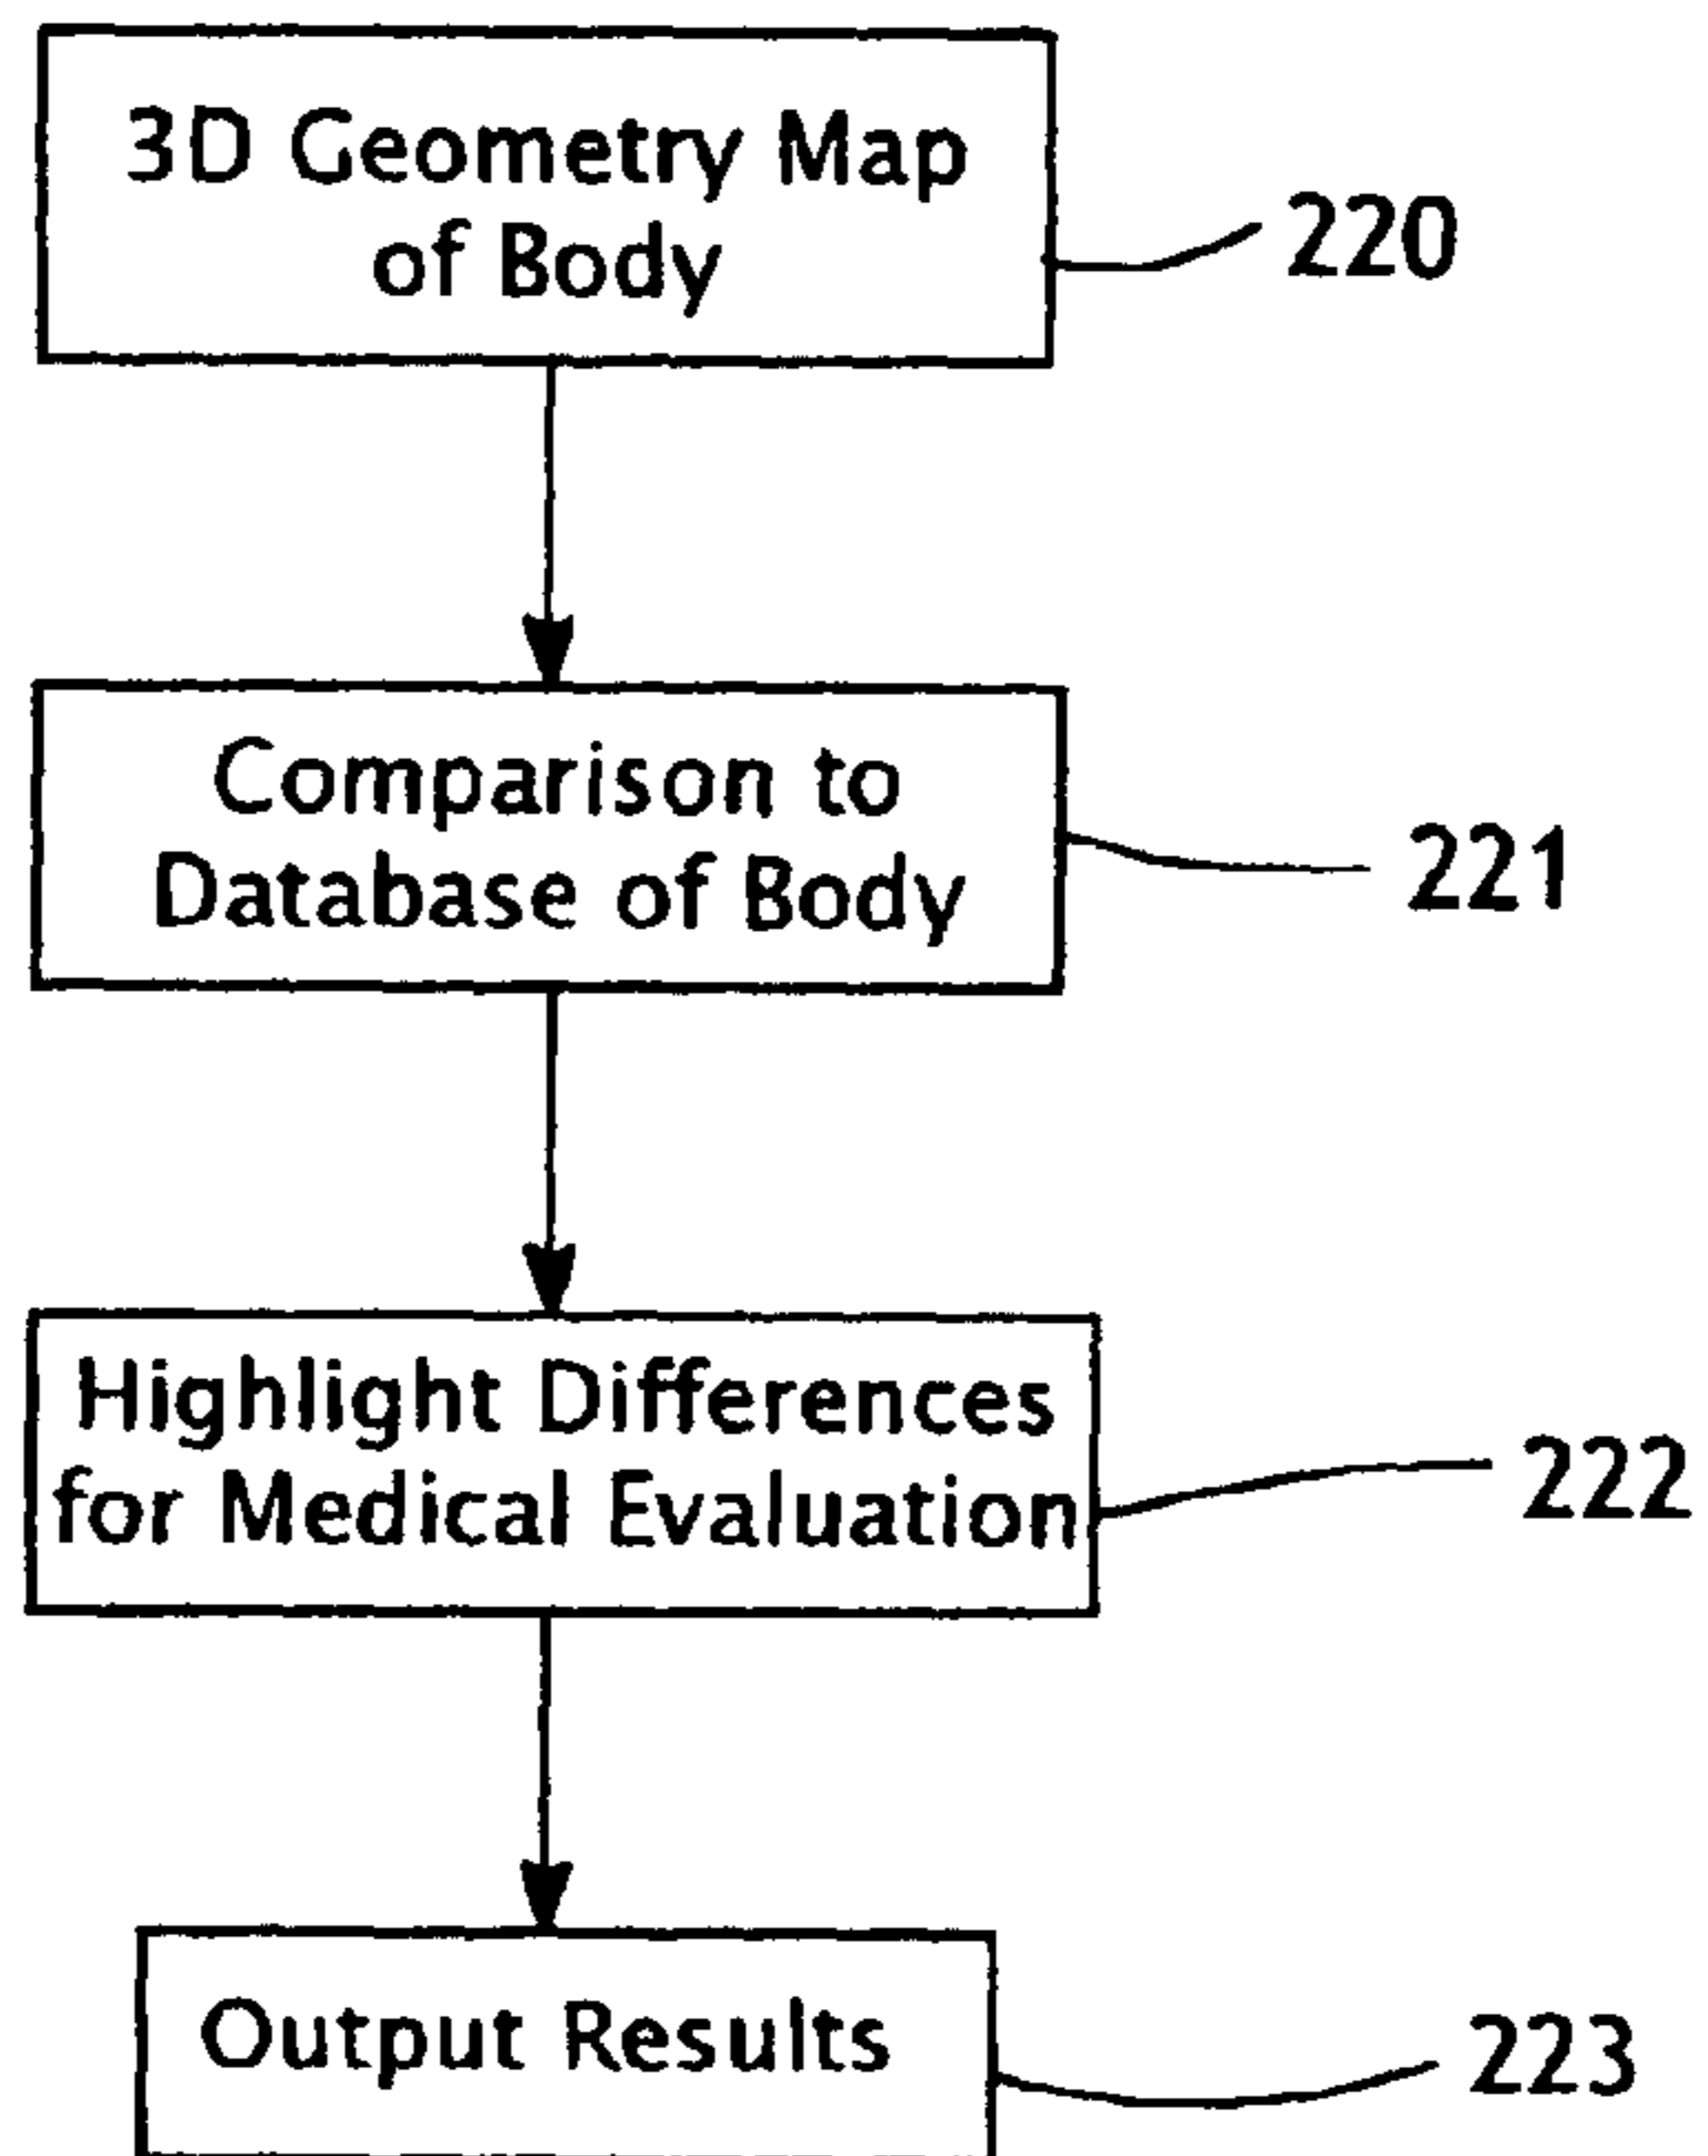 3D Geometry Map
of Body
220
Comparison to
Database of Body
221
Highlight Differences
for Medical Evaluation
222
Output Results
223